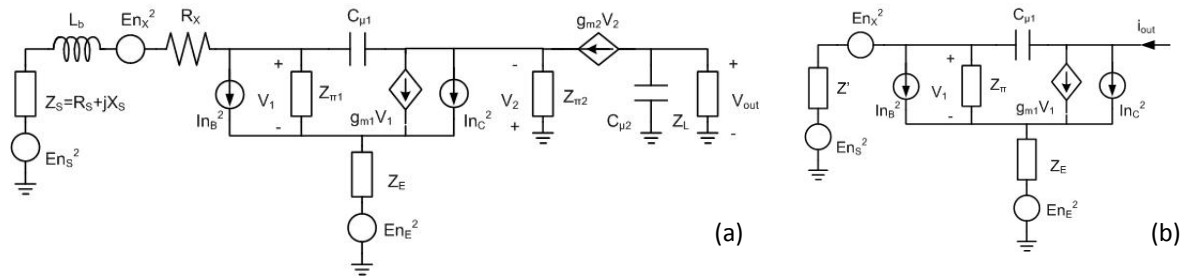 L_b En_X^2 R_X C_μ1 g_m2V_2
Z_S=R_S+jX_S
En_S^2
+ V_1 -
In_B^2
Z_π1
g_m1V_1
In_C^2
- V_2 +
Z_π2
C_μ2
Z_L
+ V_out -
Z_E
En_E^2
(a)
En_X^2 C_μ1 i_out
Z'
En_S^2
In_B^2
+ V_1 -
Z_π
g_m1V_1
In_C^2
Z_E
En_E^2
(b)